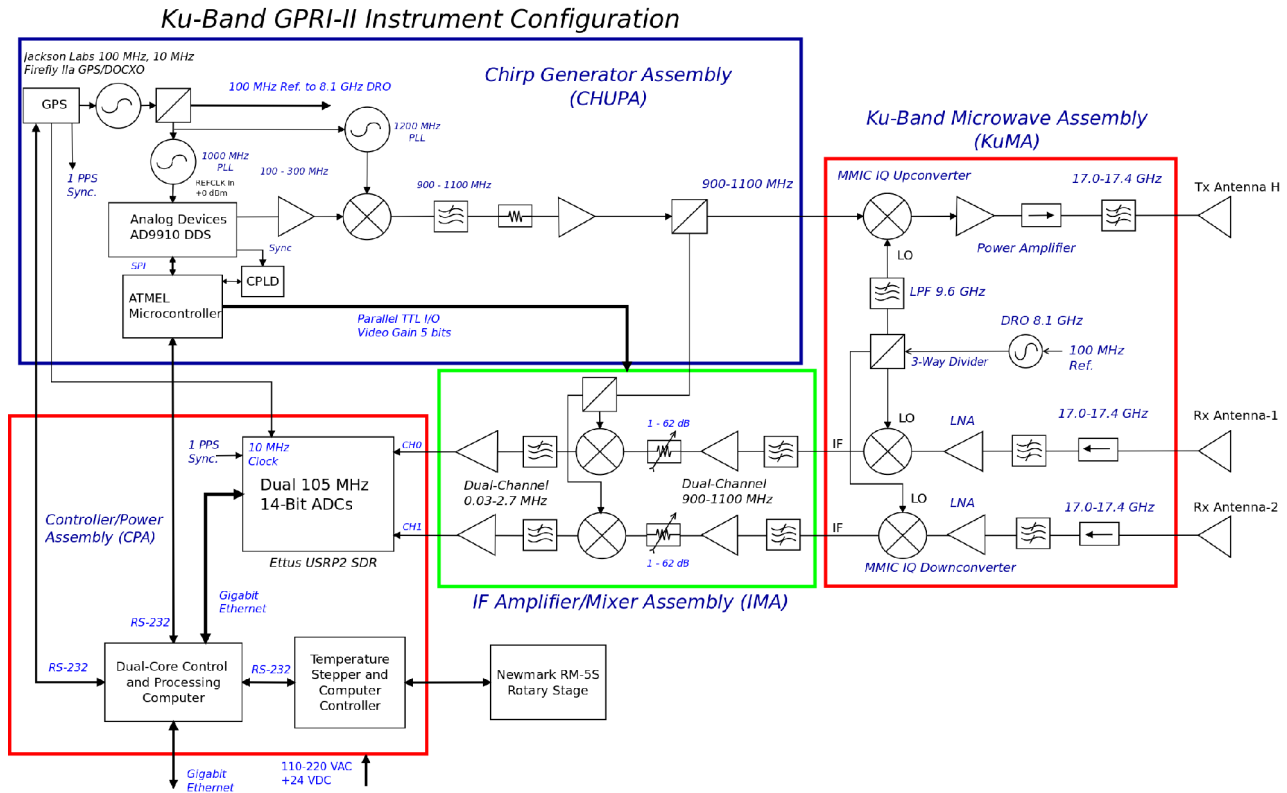 Ku-Band GPRI-II Instrument Configuration
Jackson Labs 100 MHz, 10 MHz
Firefly IIa GPS/DOCXO
Chirp Generator Assembly
(CHUPA)
100 MHz Ref. to 8.1 GHz DRO
GPS
1200 MHz
PLL
1000 MHz
PLL
1 PPS
Sync.
REFCLK In
+0 dBm
100 - 300 MHz
900 - 1100 MHz
900-1100 MHz
Analog Devices
AD9910 DDS
Sync
SPI
CPLD
ATMEL
Microcontroller
Parallel TTL I/O
Video Gain 5 bits
Ku-Band Microwave Assembly
(KuMA)
MMIC IQ Upconverter
17.0-17.4 GHz
Tx Antenna H
LO
Power Amplifier
LPF 9.6 GHz
DRO 8.1 GHz
3-Way Divider
100 MHz
Ref.
LO
LNA
17.0-17.4 GHz
Rx Antenna-1
IF
LO
LNA
17.0-17.4 GHz
Rx Antenna-2
IF
MMIC IQ Downconverter
1 - 62 dB
Dual-Channel
0.03-2.7 MHz
Dual-Channel
900-1100 MHz
1 - 62 dB
IF Amplifier/Mixer Assembly (IMA)
CH0
CH1
1 PPS
Sync.
10 MHz
Clock
Dual 105 MHz
14-Bit ADCs
Ettus USRP2 SDR
Controller/Power
Assembly (CPA)
Gigabit
Ethernet
RS-232
RS-232
Dual-Core Control
and Processing
Computer
RS-232
Temperature
Stepper and
Computer
Controller
Newmark RM-5S
Rotary Stage
Gigabit
Ethernet
110-220 VAC
+24 VDC